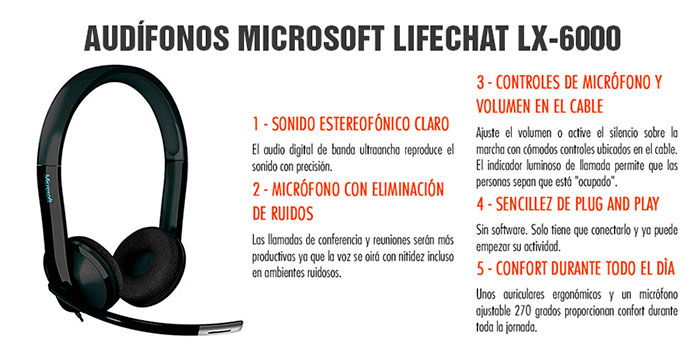 AUDÍFONOS MICROSOFT LIFECHAT LX-6000
Microsoft
1 - SONIDO ESTEREOFÓNICO CLARO
El audio digital de banda ultraancha reproduce el
sonido con precisión.
2 - MICRÓFONO CON ELIMINACIÓN
DE RUIDOS
Las llamadas de conferencia y reuniones serán más
productivas ya que la voz se oirá con nitidez incluso
en ambientes ruidosos.
3 - CONTROLES DE MICRÓFONO Y
VOLUMEN EN EL CABLE
Ajuste el volumen o active el silencio sobre la
marcha con cómodos controles ubicados en el cable.
El indicador luminoso de llamada permite que las
personas sepan que está "ocupado".
4 - SENCILLEZ DE PLUG AND PLAY
Sin software. Solo tiene que conectarlo y ya puede
empezar su actividad.
5 - CONFORT DURANTE TODO EL DÌA
Unos auriculares ergonómicos y un micrófono
ajustable 270 grados proporcionan confort durante
toda la jornada.